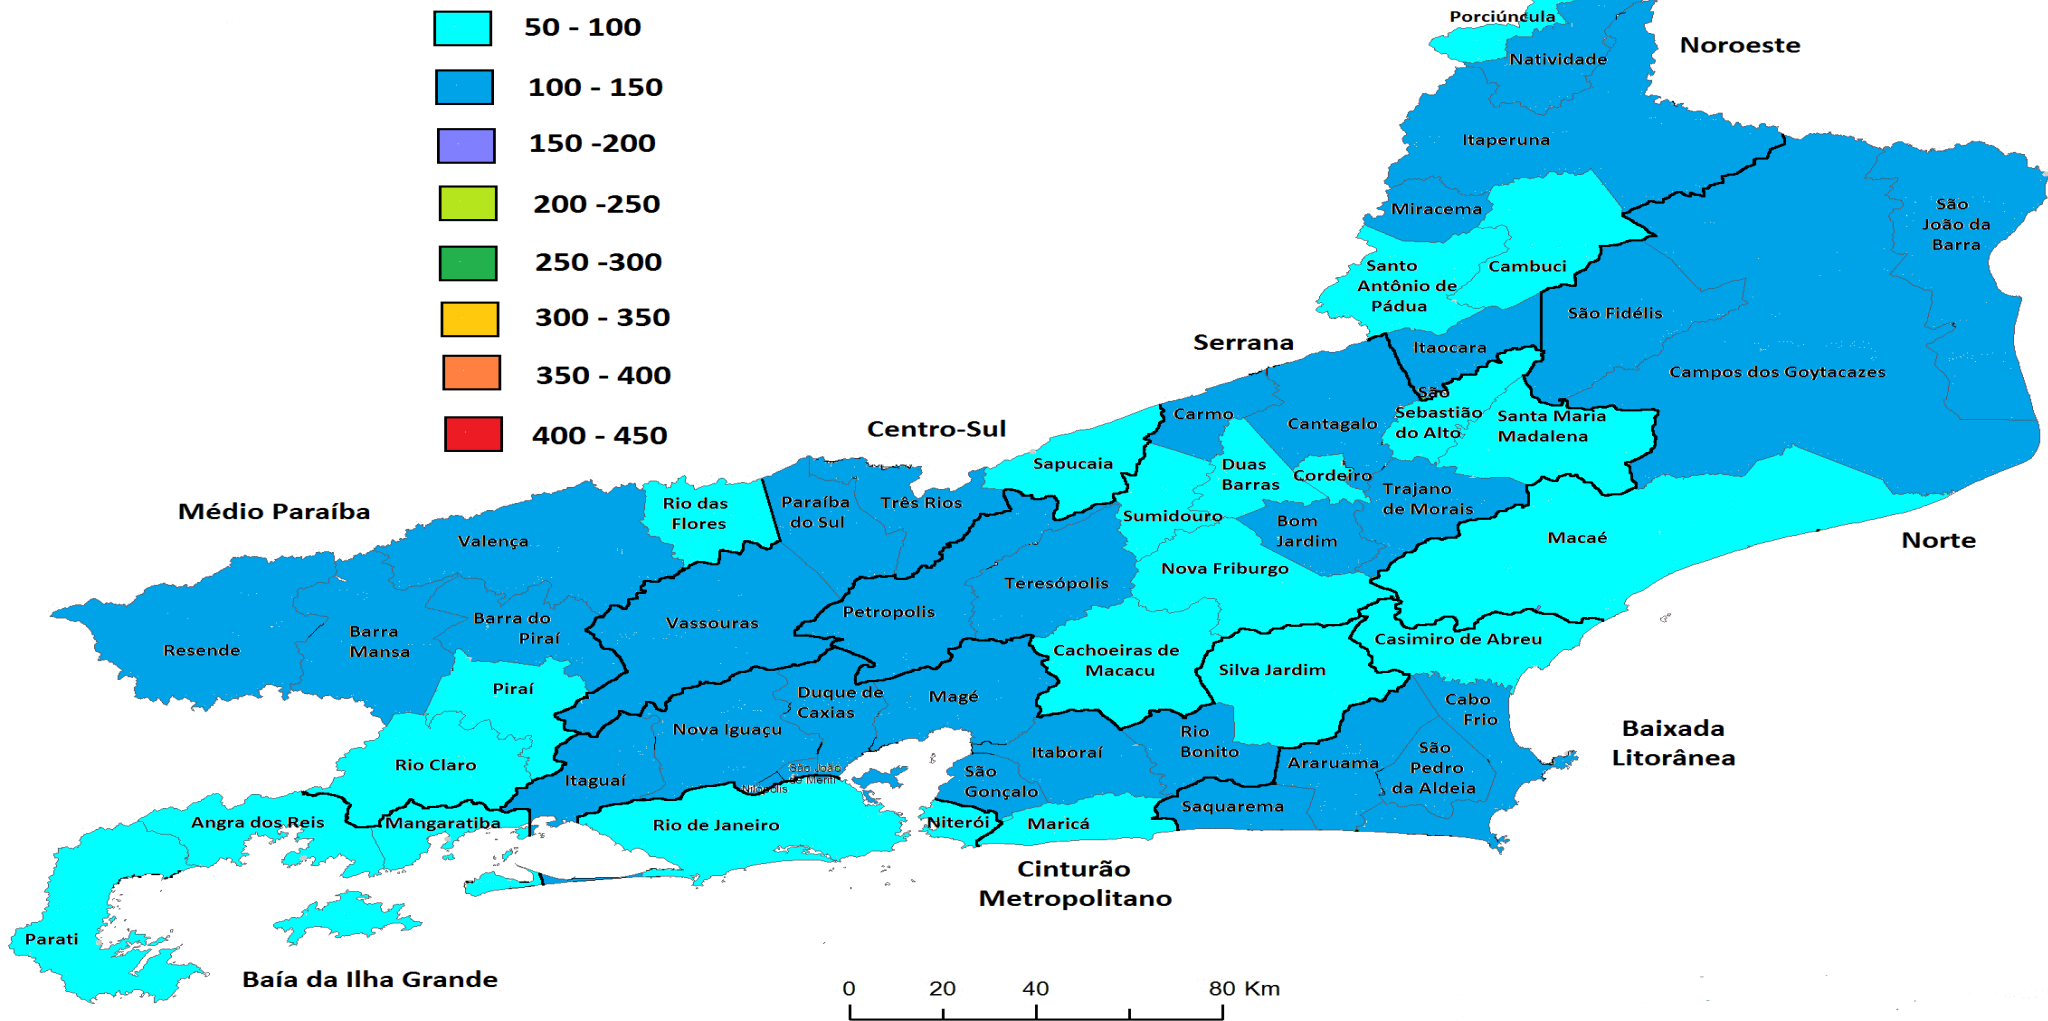 50 - 100
100 - 150
150 -200
200 -250
250 -300
300 - 350
350 - 400
400 - 450
Porciúncula
Noroeste
Natividade
Itaperuna
Miracema
São
João da
Barra
Santo
Antônio de
Pádua
Cambuci
São Fidélis
Serrana
Itaocara
Campos dos Goytacazes
São
Sebastião
do Alto
Santa Maria
Madalena
Carmo
Cantagalo
Centro-Sul
Sapucaia
Duas
Barras
Cordeiro
Trajano
de Morais
Médio Paraíba
Rio das
Flores
Paraíba
do Sul
Três Rios
Sumidouro
Bom
Jardim
Valença
Macaé
Norte
Nova Friburgo
Teresópolis
Petropolis
Vassouras
Barra do
Piraí
Barra
Mansa
Resende
Casimiro de Abreu
Cachoeiras de
Macacu
Silva Jardim
Piraí
Duque de
Caxias
Magé
Cabo
Frio
Nova Iguaçu
Baixada
Litorânea
Rio
Bonito
Itaboraí
São
Pedro
da Aldeia
Araruama
Rio Claro
Itaguaí
São João
de Meriti
Nilópolis
São
Gonçalo
Saquarema
Angra dos Reis
Mangaratiba
Rio de Janeiro
Niterói
Maricá
Cinturão
Metropolitano
Parati
Baía da Ilha Grande
0 20 40 80 Km